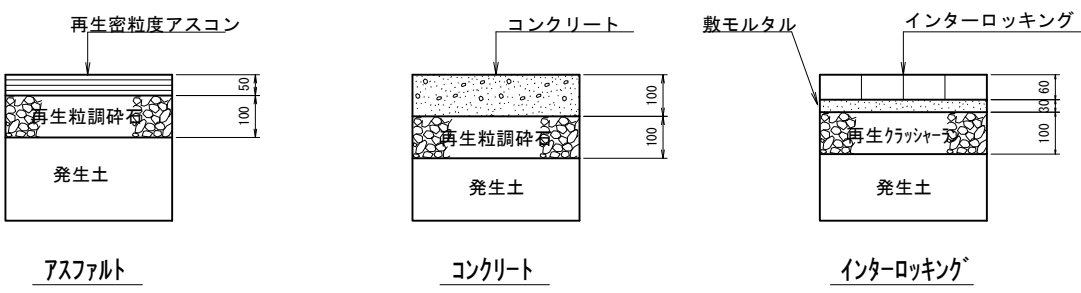 再生密粒度アスコン
50
再生粒調砕石
100
発生土
アスファルト
コンクリート
100
再生粒調砕石
100
発生土
コンクリート
敷モルタル
インターロッキング
60
30
再生クラッシャーラン
100
発生土
インターロッキング